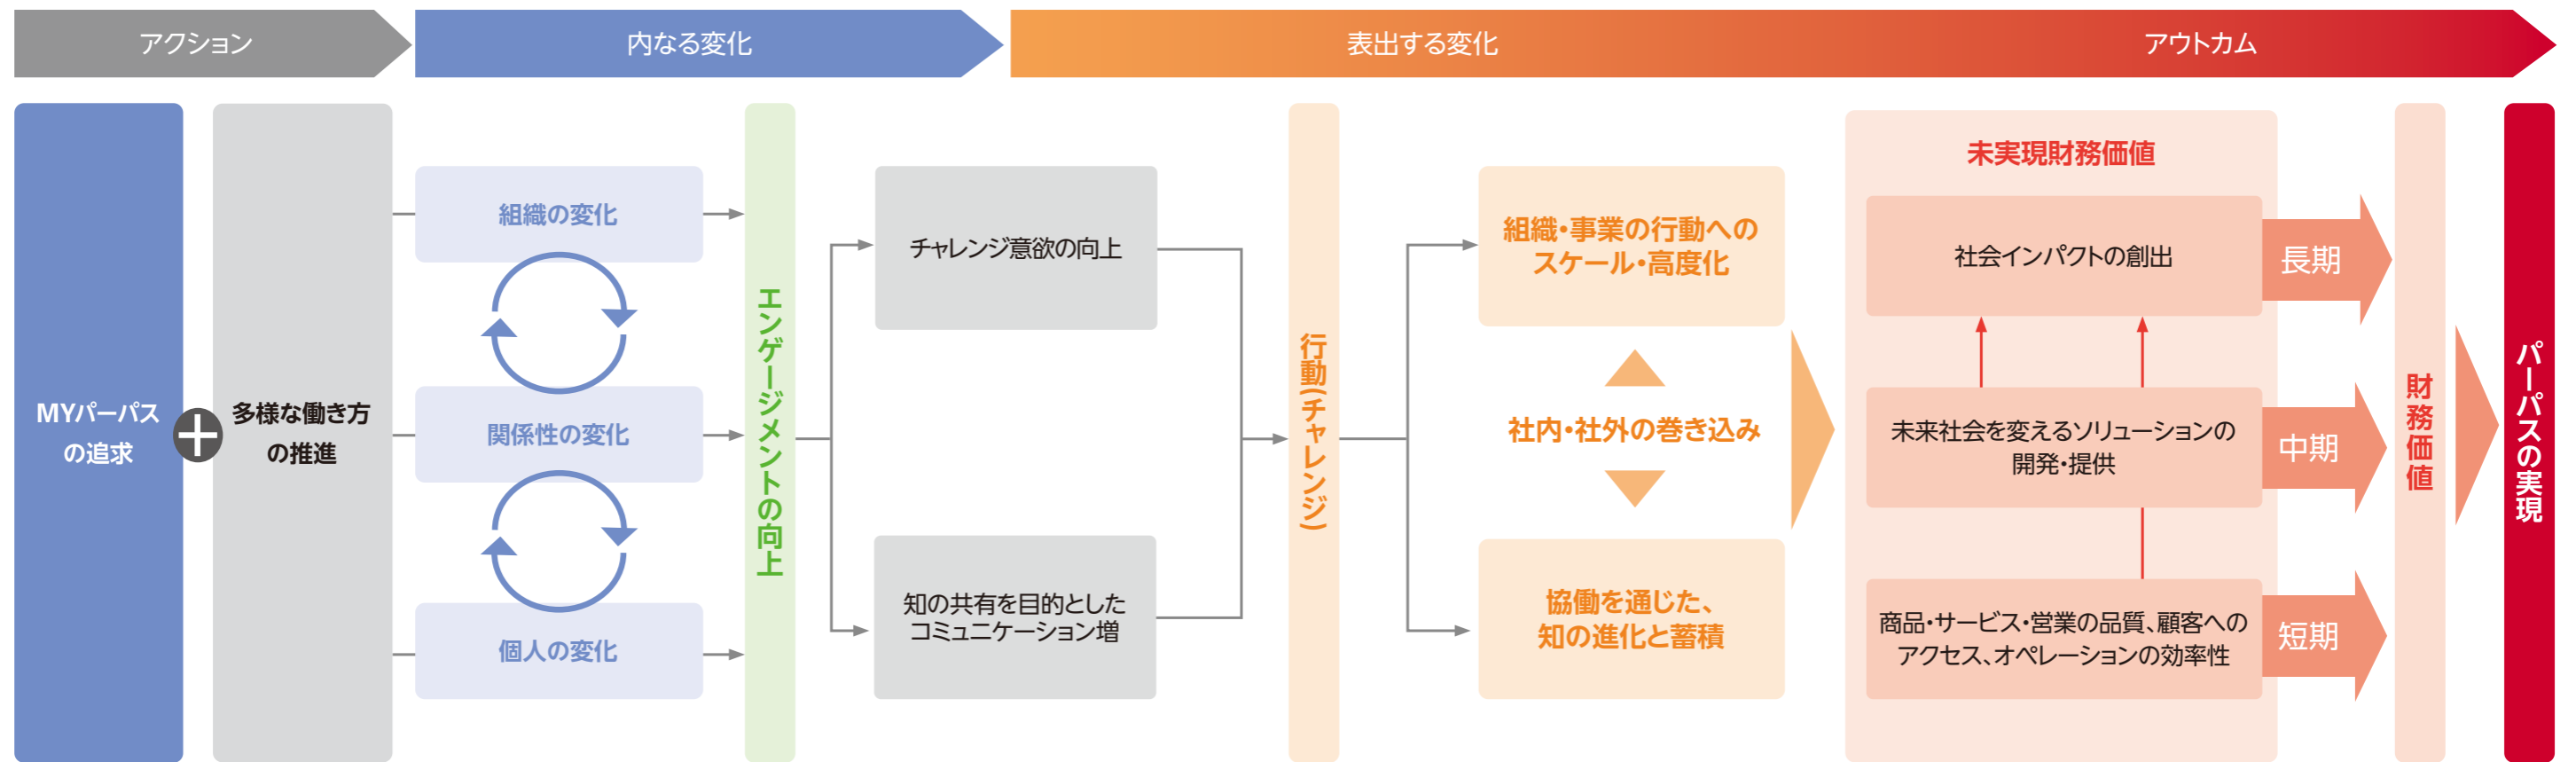 アクション
内なる変化
表出する変化
アウトカム
MYパーパス
の追求
多様な働き方
の推進
組織の変化
関係性の変化
個人の変化
エンゲージメントの向上
チャレンジ意欲の向上
知の共有を目的とした
コミュニケーション増
行動(チャレンジ)
組織・事業の行動への
スケール・高度化
社内・社外の巻き込み
協働を通じた、
知の進化と蓄積
未実現財務価値
社会インパクトの創出
未来社会を変えるソリューションの
開発・提供
商品・サービス・営業の品質、顧客への
アクセス、オペレーションの効率性
長期
中期
短期
財務価値
パーパスの実現